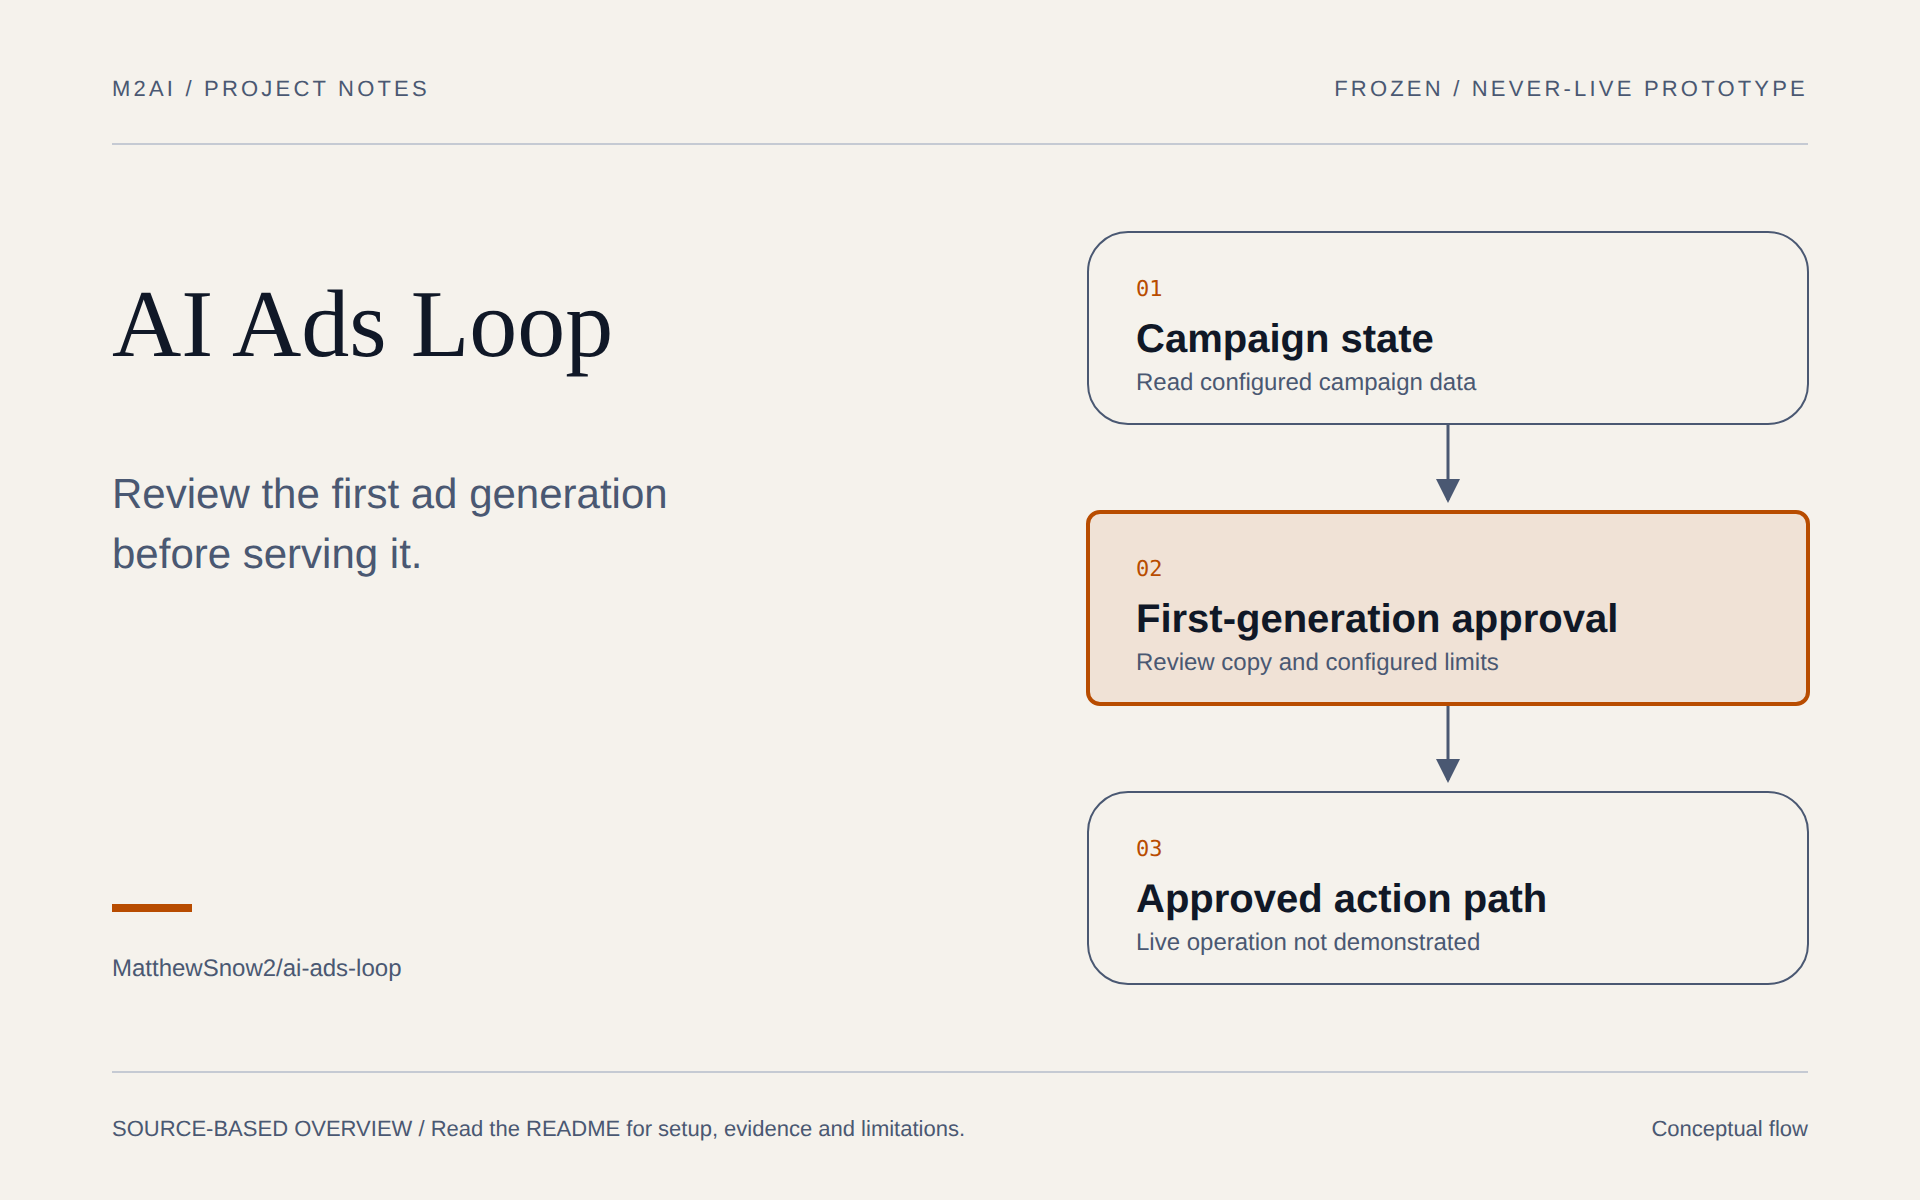 M2AI / PROJECT NOTES
FROZEN / NEVER-LIVE PROTOTYPE
AI Ads Loop
Review the first ad generation
before serving it.
MatthewSnow2/ai-ads-loop
01
Campaign state
Read configured campaign data
02
First-generation approval
Review copy and configured limits
03
Approved action path
Live operation not demonstrated
SOURCE-BASED OVERVIEW / Read the README for setup, evidence and limitations.
Conceptual flow